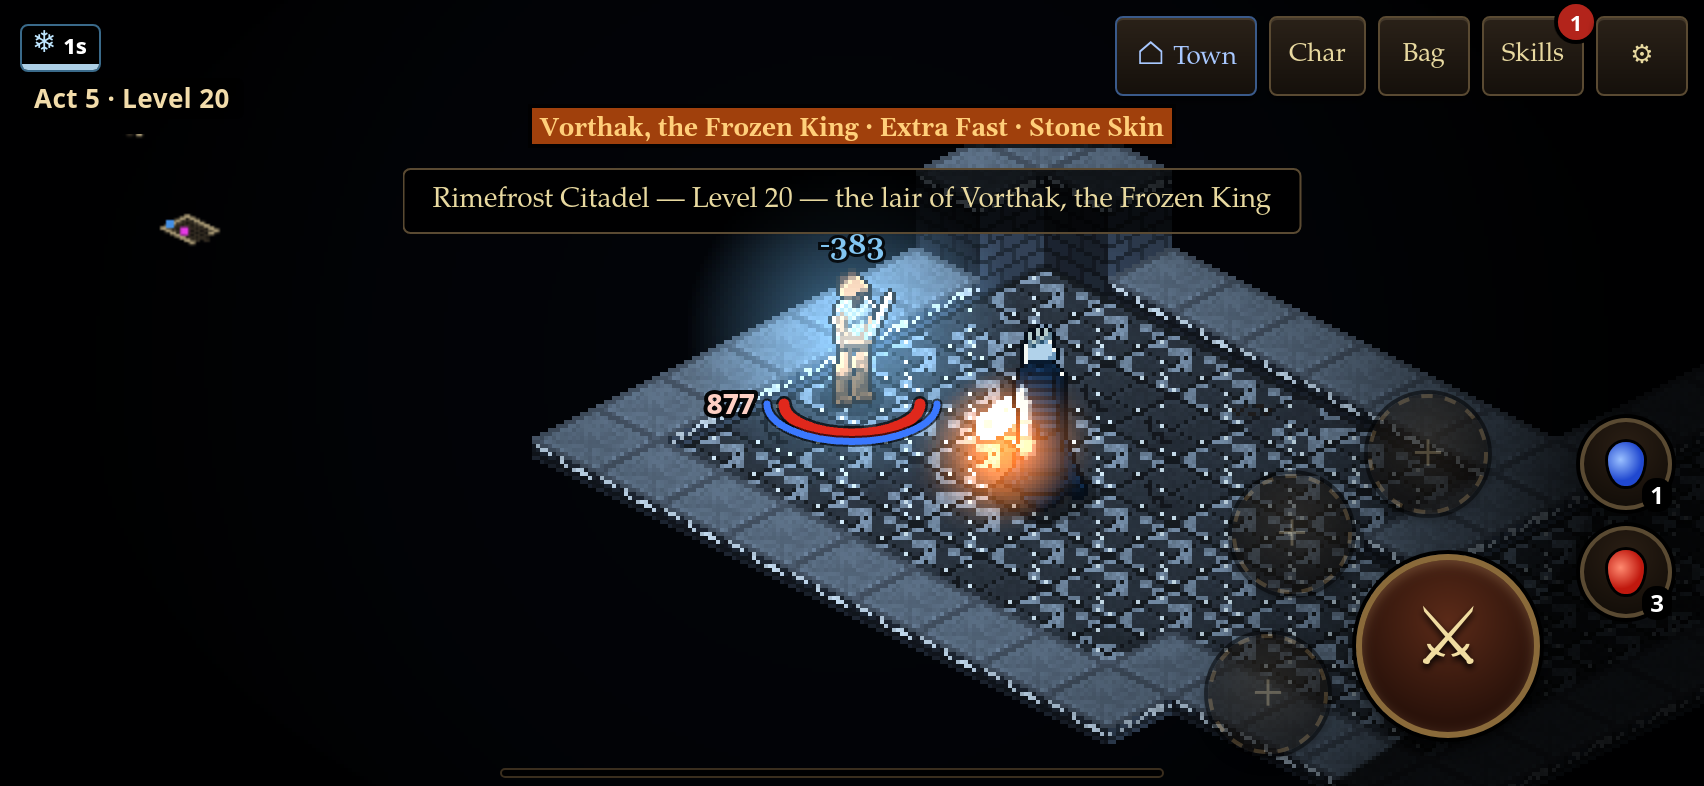 1s
Town
Char
Bag
Skills
1
Act 5 · Level 20
Vorthak, the Frozen King · Extra Fast · Stone Skin
Rimefrost Citadel — Level 20 — the lair of Vorthak, the Frozen King
-383
877
1
3